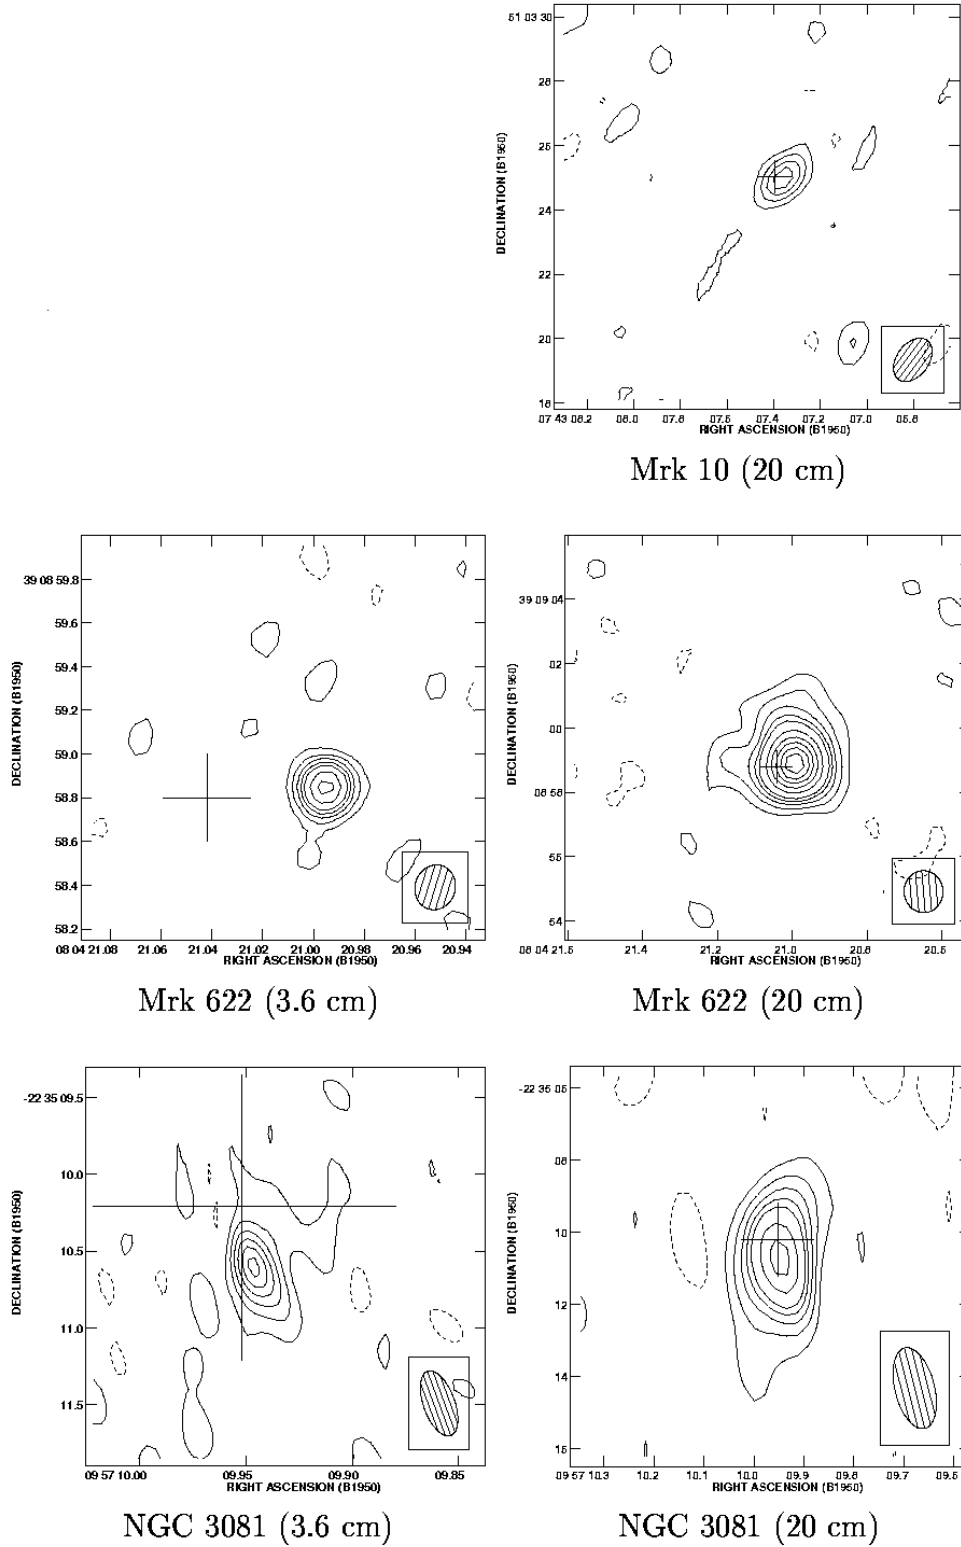 51 03 30
26
25
24
22
20
18
DECLINATION (B1950)
07 43 08.2 08.0 07.8 07.6 07.4 07.2 07.0 06.8
RIGHT ASCENSION (B1950)
Mrk 10 (20 cm)
39 08 59.8
59.6
59.4
59.2
59.0
58.8
58.6
58.4
58.2
DECLINATION (B1950)
08 04 21.08 21.06 21.04 21.02 21.00 20.98 20.96 20.94
RIGHT ASCENSION (B1950)
Mrk 622 (3.6 cm)
39 09 04
02
00
08 58
56
54
DECLINATION (B1950)
08 04 21.6 21.4 21.2 21.0 20.8 20.6
RIGHT ASCENSION (B1950)
Mrk 622 (20 cm)
-22 35 09.5
10.0
10.5
11.0
11.5
DECLINATION (B1950)
09 57 10.00 09.95 09.90 09.85
RIGHT ASCENSION (B1950)
NGC 3081 (3.6 cm)
-22 35 06
08
10
12
14
16
DECLINATION (B1950)
09 57 10.3 10.2 10.1 10.0 09.9 09.8 09.7 09.6
RIGHT ASCENSION (B1950)
NGC 3081 (20 cm)